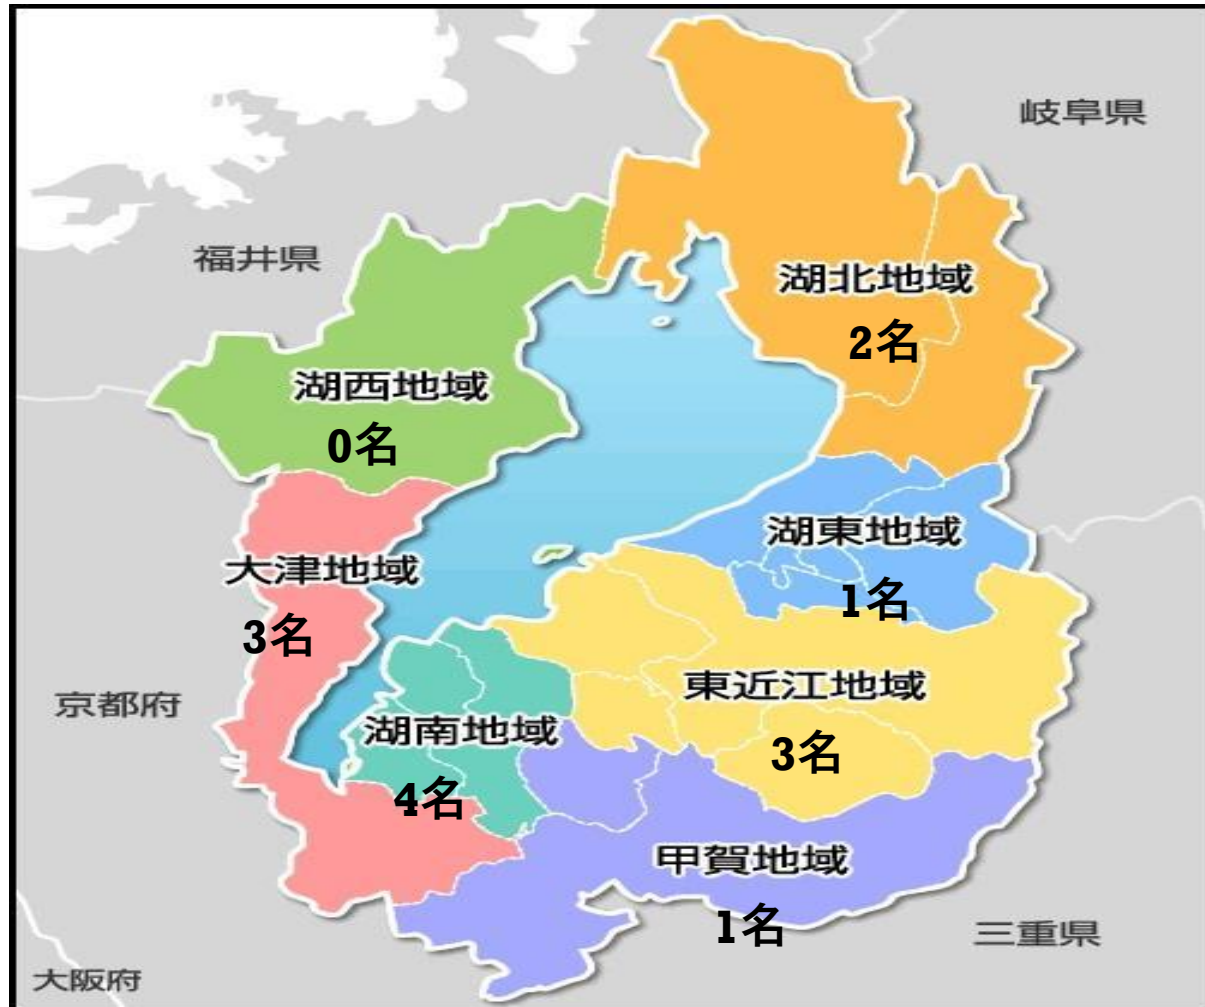 岐阜県
福井県
湖北地域
2名
湖西地域
0名
湖東地域
1名
大津地域
3名
京都府
東近江地域
3名
湖南地域
4名
甲賀地域
1名
三重県
大阪府